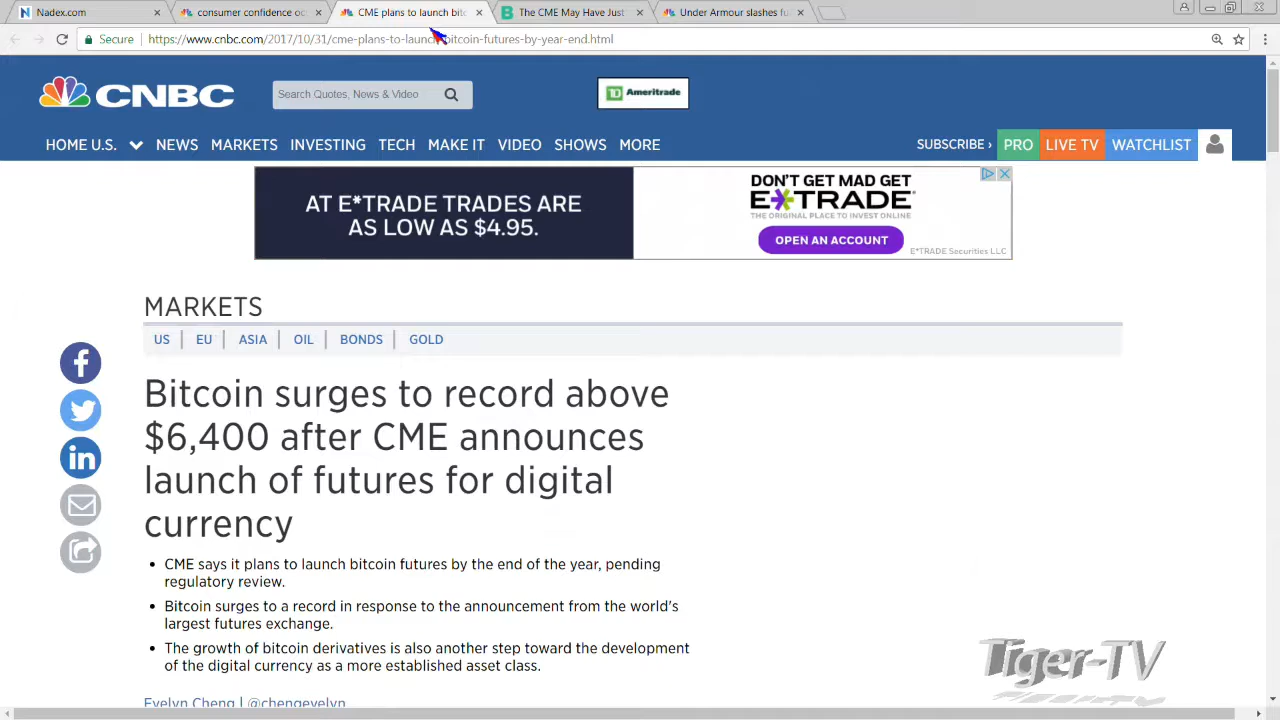 Nadex.com
consumer confidence oc
CME plans to launch bit
The CME May Have Just
Under Armour slashes fu
Secure
https://www.cnbc.com/2017/10/31/cme-plans-to-launch-bitcoin-futures-by-year-end.html
CNBC
Search Quotes, News & Video
TD Ameritrade
HOME U.S.
NEWS
MARKETS
INVESTING
TECH
MAKE IT
VIDEO
SHOWS
MORE
SUBSCRIBE ›
PRO
LIVE TV
WATCHLIST
AT E*TRADE TRADES ARE
AS LOW AS $4.95.
DON'T GET MAD GET
E*TRADE
THE ORIGINAL PLACE TO INVEST ONLINE
OPEN AN ACCOUNT
E*TRADE Securities LLC
MARKETS
US
EU
ASIA
OIL
BONDS
GOLD
Bitcoin surges to record above
$6,400 after CME announces
launch of futures for digital
currency
• CME says it plans to launch bitcoin futures by the end of the year, pending
regulatory review.
• Bitcoin surges to a record in response to the announcement from the world's
largest futures exchange.
• The growth of bitcoin derivatives is also another step toward the development
of the digital currency as a more established asset class.
Evelyn Cheng | @chengevelyn
Tiger-TV